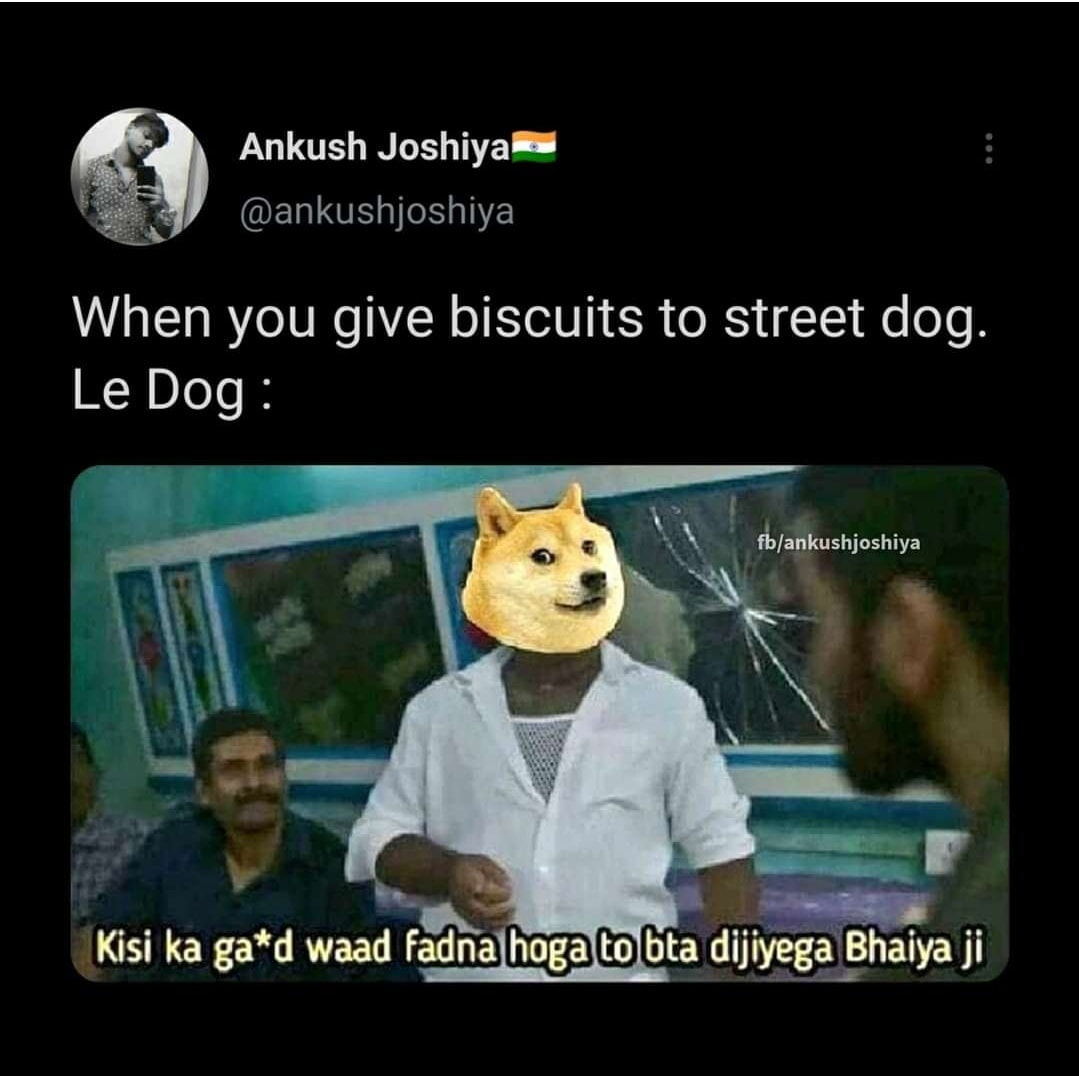 Ankush Joshiya🇮🇳
@ankushjoshiya
When you give biscuits to street dog.
Le Dog :
fb/ankushjoshiya
Kisi ka ga*d waad fadna hoga to bta dijiyega Bhaiya ji